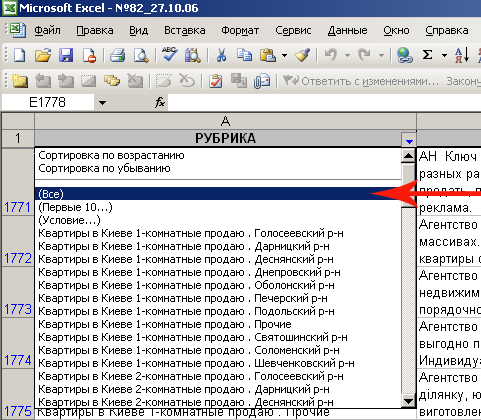 Microsoft Excel - №82_27.10.06
Файл Правка Вид Вставка Формат Сервис Данные Окно Справка
Ответить с изменениями...
E1778 fx
A
1 РУБРИКА
Сортировка по возрастанию
Сортировка по убыванию
(Все)
(Первые 10...)
(Условие...)
Квартиры в Киеве 1-комнатные продаю . Голосеевский р-н
Квартиры в Киеве 1-комнатные продаю . Дарницкий р-н
Квартиры в Киеве 1-комнатные продаю . Деснянский р-н
Квартиры в Киеве 1-комнатные продаю . Днепровский р-н
Квартиры в Киеве 1-комнатные продаю . Оболонский р-н
Квартиры в Киеве 1-комнатные продаю . Печерский р-н
Квартиры в Киеве 1-комнатные продаю . Подольский р-н
Квартиры в Киеве 1-комнатные продаю . Прочие
Квартиры в Киеве 1-комнатные продаю . Святошинский р-н
Квартиры в Киеве 1-комнатные продаю . Соломенский р-н
Квартиры в Киеве 1-комнатные продаю . Шевченковский р-н
Квартиры в Киеве 2-комнатные продаю . Голосеевский р-н
Квартиры в Киеве 2-комнатные продаю . Дарницкий р-н
Квартиры в Киеве 2-комнатные продаю . Деснянский р-н
1771
1772
1773
1774
1775 Квартиры в Киеве 1-комнатные продаю . Прочие
АН Ключ
разных ра
продать п
реклама.
Агентство
массивах.
квартиры с
Агентство
недвижим
порядочно
Агентство
выгодно п
Индивидуа
Агентство
ділянку, ю
виготовлен